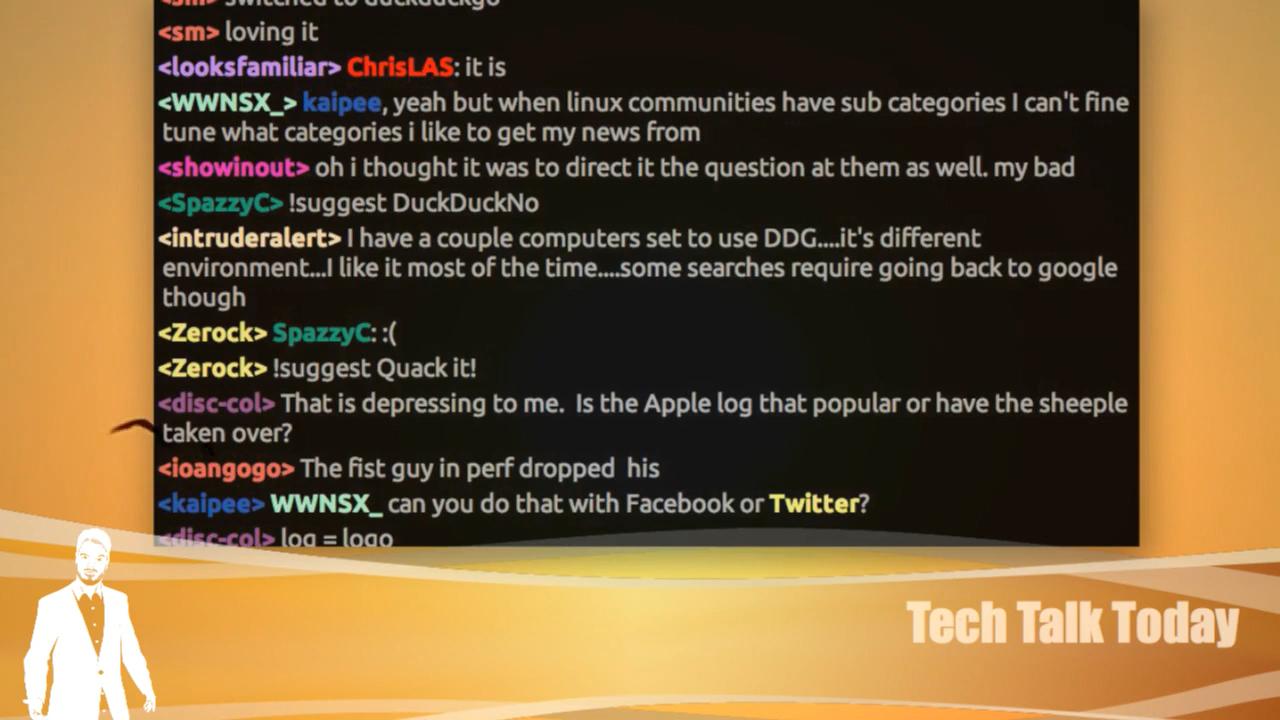 <sm> switched to duckduckgo
<sm> loving it
<looksfamiliar> ChrisLAS: it is
<WWNSX_> kaipee, yeah but when linux communities have sub categories I can't fine
tune what categories i like to get my news from
<showinout> oh i thought it was to direct it the question at them as well. my bad
<SpazzyC> !suggest DuckDuckNo
<intruderalert> I have a couple computers set to use DDG....it's different
environment...I like it most of the time....some searches require going back to google
though
<Zerock> SpazzyC: :(
<Zerock> !suggest Quack it!
<disc-col> That is depressing to me.  Is the Apple log that popular or have the sheeple
taken over?
<ioangogo> The fist guy in perf dropped  his
<kaipee> WWNSX_ can you do that with Facebook or Twitter?
<disc-col> log = logo
Tech Talk Today